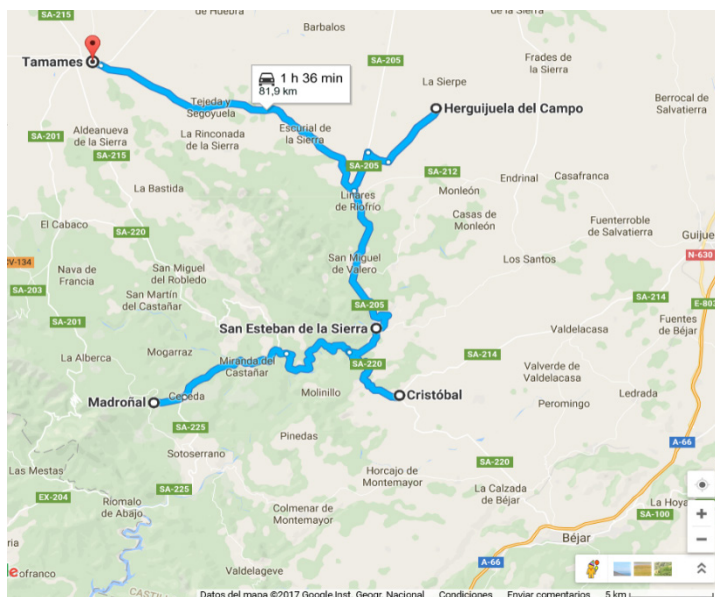 SA-215
de Huebra
Barbalos
de la Sierra
Tamames
1 h 36 min
81,9 km
SA-205
Frades de
la Sierra
La Sierpe
Herguijuela del Campo
Berrocal de
Salvatierra
Tejeda y
Segoyuela
Escurial de
la Sierra
SA-201
Aldeanueva
de la Sierra
La Rinconada
de la Sierra
SA-215
SA-205
SA-212
Endrinal
Casafranca
Monleón
La Bastida
Linares
de Riofrío
Casas de
Monleón
Fuenterroble
de Salvatierra
El Cabaco
SA-220
Guijue
N-630
CV-134
San Miguel
de Valero
Los Santos
Nava de
Francia
San Miguel
del Robledo
SA-203
San Martín
del Castañar
SA-214
E-803
SA-205
SA-201
San Esteban de la Sierra
Valdelacasa
Fuentes
de Béjar
La Alberca
Mogarraz
Miranda del
Castañar
SA-214
SA-220
Valverde de
Valdelacasa
Ledrada
Madroñal
Cepeda
Molinillo
Cristóbal
Peromingo
SA-225
Pinedas
A-66
Sotoserrano
SA-220
Las Mestas
Horcajo de
Montemayor
SA-225
EX-204
La Calzada
de Béjar
Riomalo
de Abajo
Colmenar de
Montemayor
La Hoya
SA-100
Béjar
+
−
Valdelageve
A-66
e
ofranco
CASTIL
Datos del mapa ©2017 Google Inst. Geogr. Nacional Condiciones Enviar comentarios 5 km